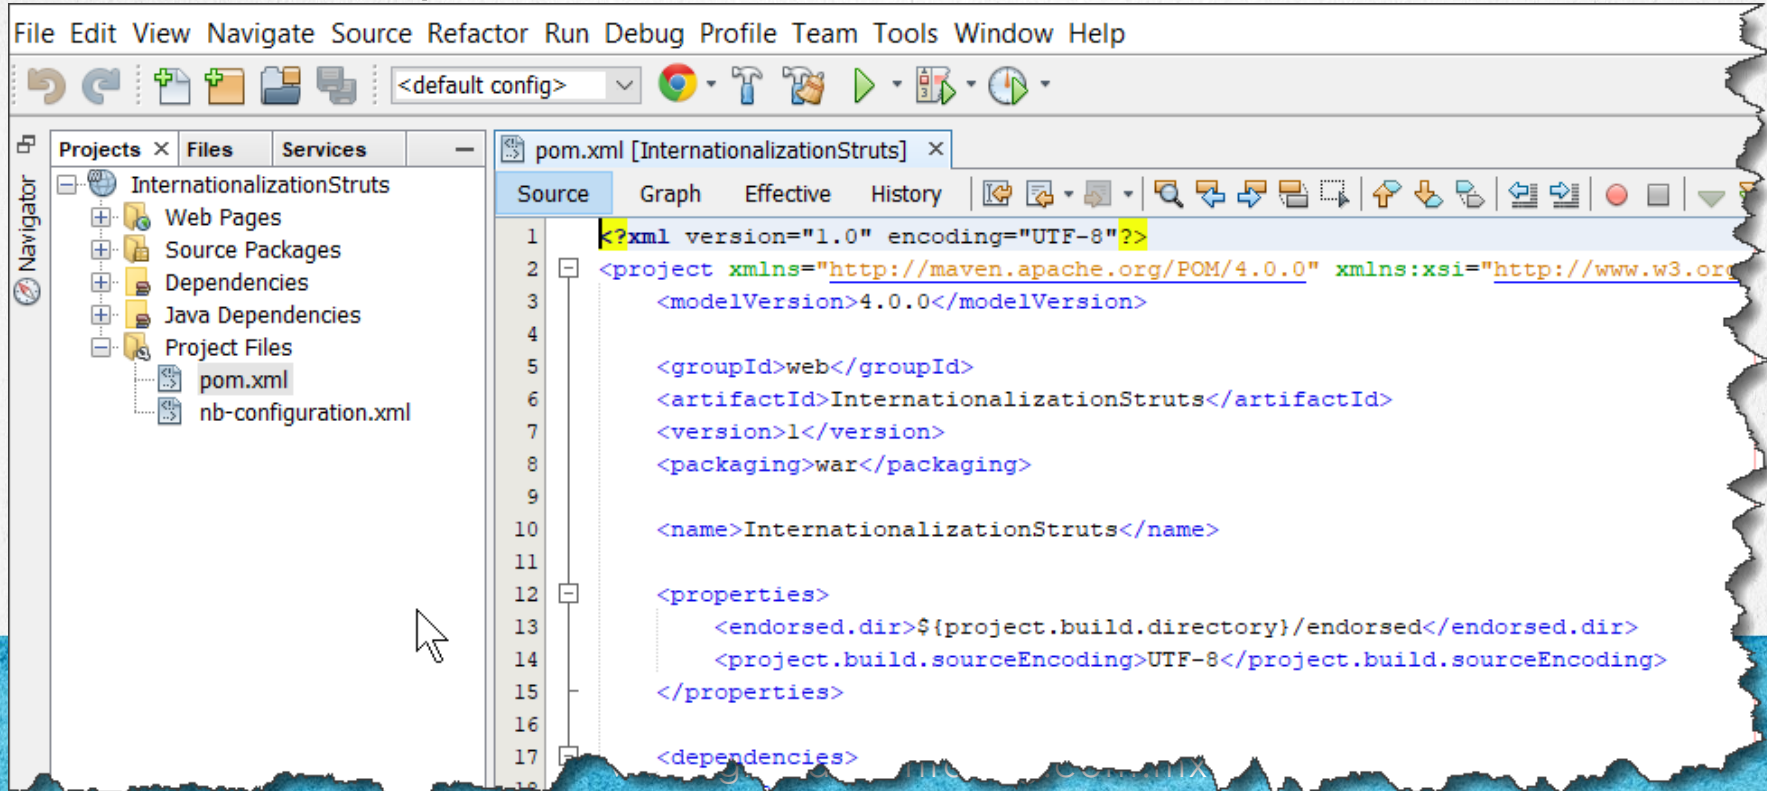 File Edit View Navigate Source Refactor Run Debug Profile Team Tools Window Help
<default config>
Navigator
Projects Files Services
InternationalizationStruts
Web Pages
Source Packages
Dependencies
Java Dependencies
Project Files
pom.xml
nb-configuration.xml
pom.xml [InternationalizationStruts]
Source Graph Effective History
1 <?xml version="1.0" encoding="UTF-8"?>
2 <project xmlns="http://maven.apache.org/POM/4.0.0" xmlns:xsi="http://www.w3.org
3 <modelVersion>4.0.0</modelVersion>
4
5 <groupId>web</groupId>
6 <artifactId>InternationalizationStruts</artifactId>
7 <version>1</version>
8 <packaging>war</packaging>
9
10 <name>InternationalizationStruts</name>
11
12 <properties>
13 <endorsed.dir>${project.build.directory}/endorsed</endorsed.dir>
14 <project.build.sourceEncoding>UTF-8</project.build.sourceEncoding>
15 </properties>
16
17 <dependencies>